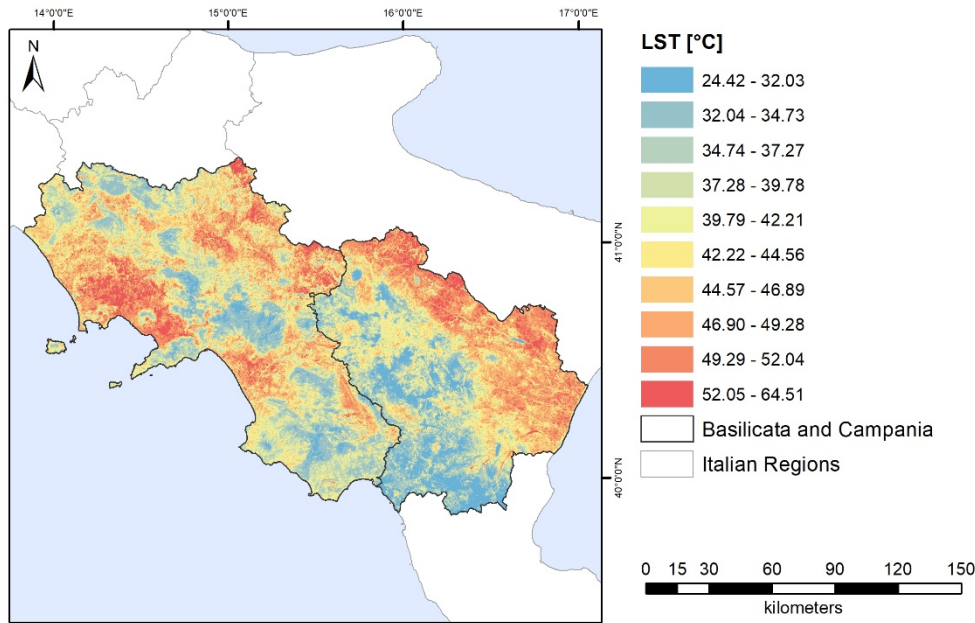 14°0'0"E 15°0'0"E 16°0'0"E 17°0'0"E
N
41°0'0"N
40°0'0"N
LST [°C]
24.42 - 32.03
32.04 - 34.73
34.74 - 37.27
37.28 - 39.78
39.79 - 42.21
42.22 - 44.56
44.57 - 46.89
46.90 - 49.28
49.29 - 52.04
52.05 - 64.51
Basilicata and Campania
Italian Regions
0 15 30 60 90 120 150
kilometers